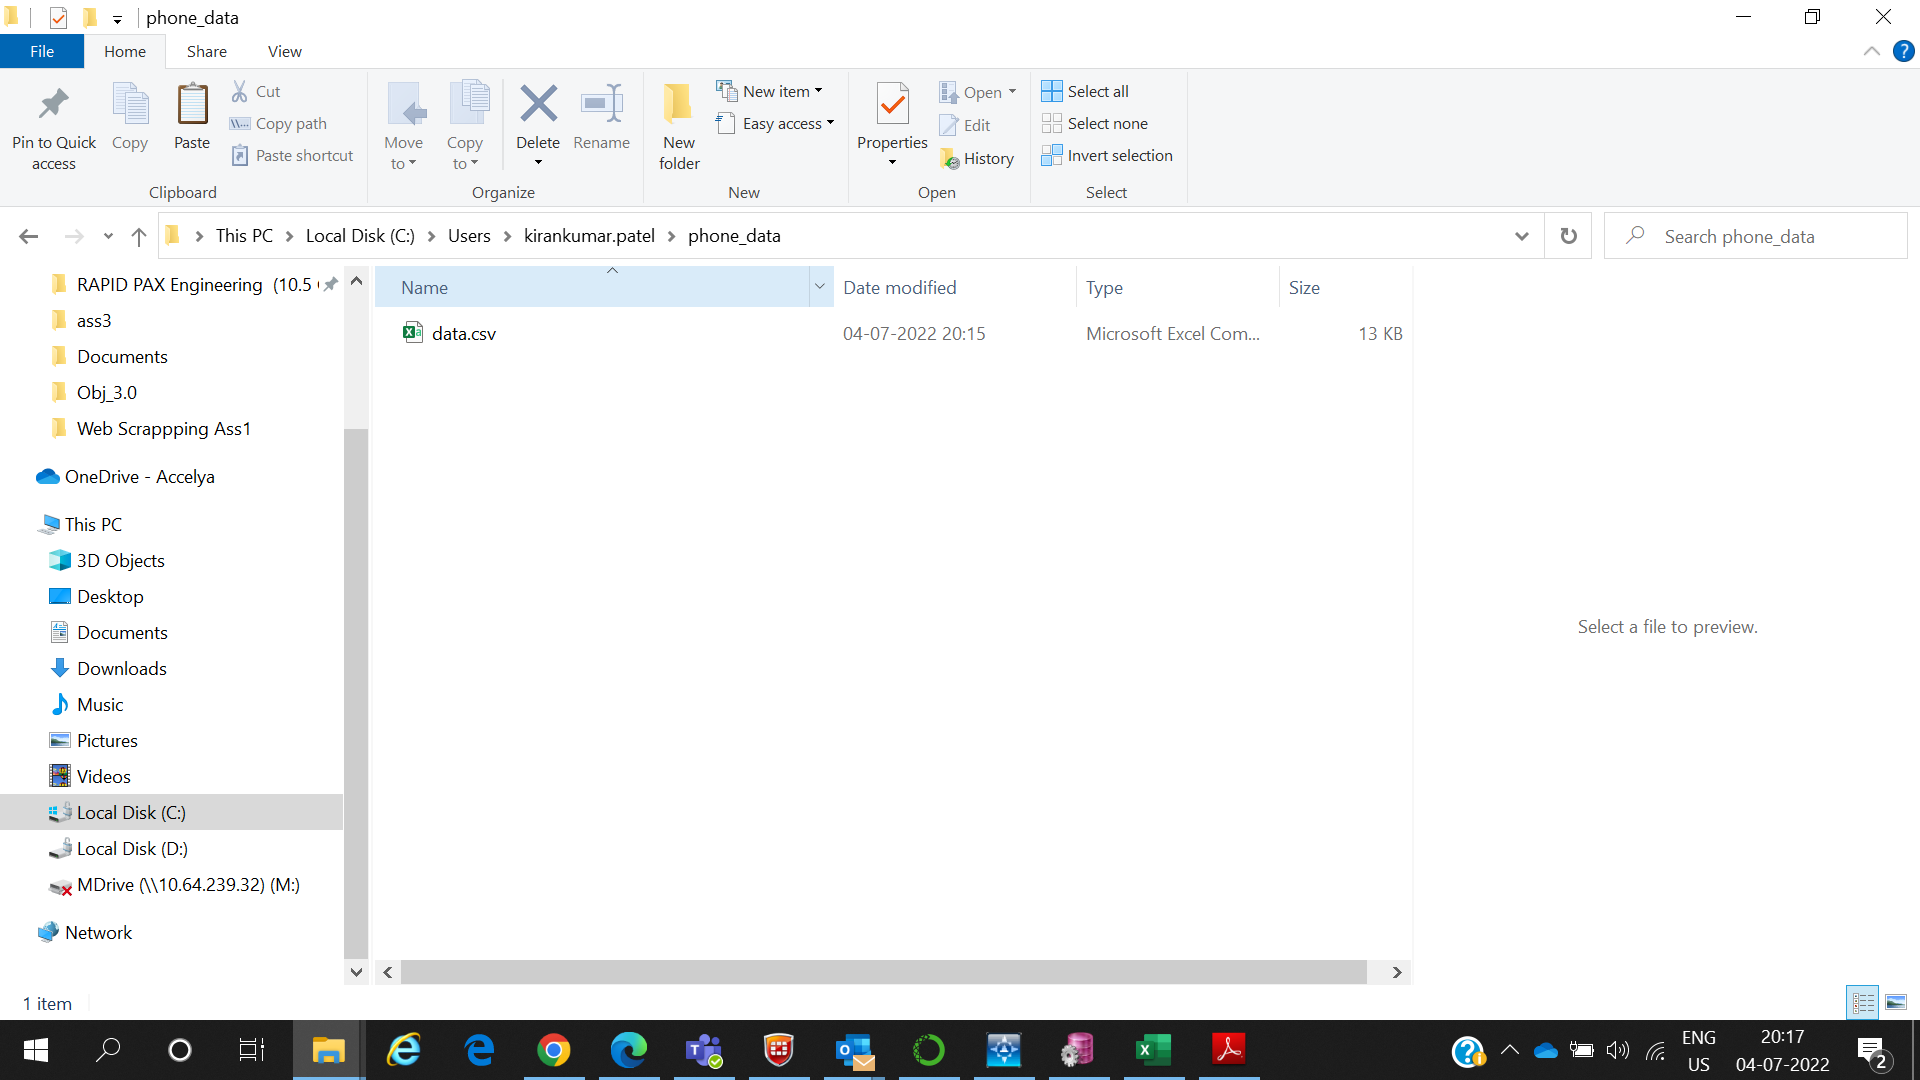 phone_data
File
Home
Share
View
Pin to Quick access
Copy
Paste
Cut
Copy path
Paste shortcut
Clipboard
Move to
Copy to
Delete
Rename
Organize
New folder
New item
Easy access
New
Properties
Open
Edit
History
Open
Select all
Select none
Invert selection
Select
This PC
Local Disk (C:)
Users
kirankumar.patel
phone_data
Search phone_data
RAPID PAX Engineering (10.5
ass3
Documents
Obj_3.0
Web Scrappping Ass1
OneDrive - Accelya
This PC
3D Objects
Desktop
Documents
Downloads
Music
Pictures
Videos
Local Disk (C:)
Local Disk (D:)
MDrive (\\10.64.239.32) (M:)
Network
Name
Date modified
Type
Size
data.csv
04-07-2022 20:15
Microsoft Excel Com...
13 KB
Select a file to preview.
1 item
ENG
US
20:17
04-07-2022
2